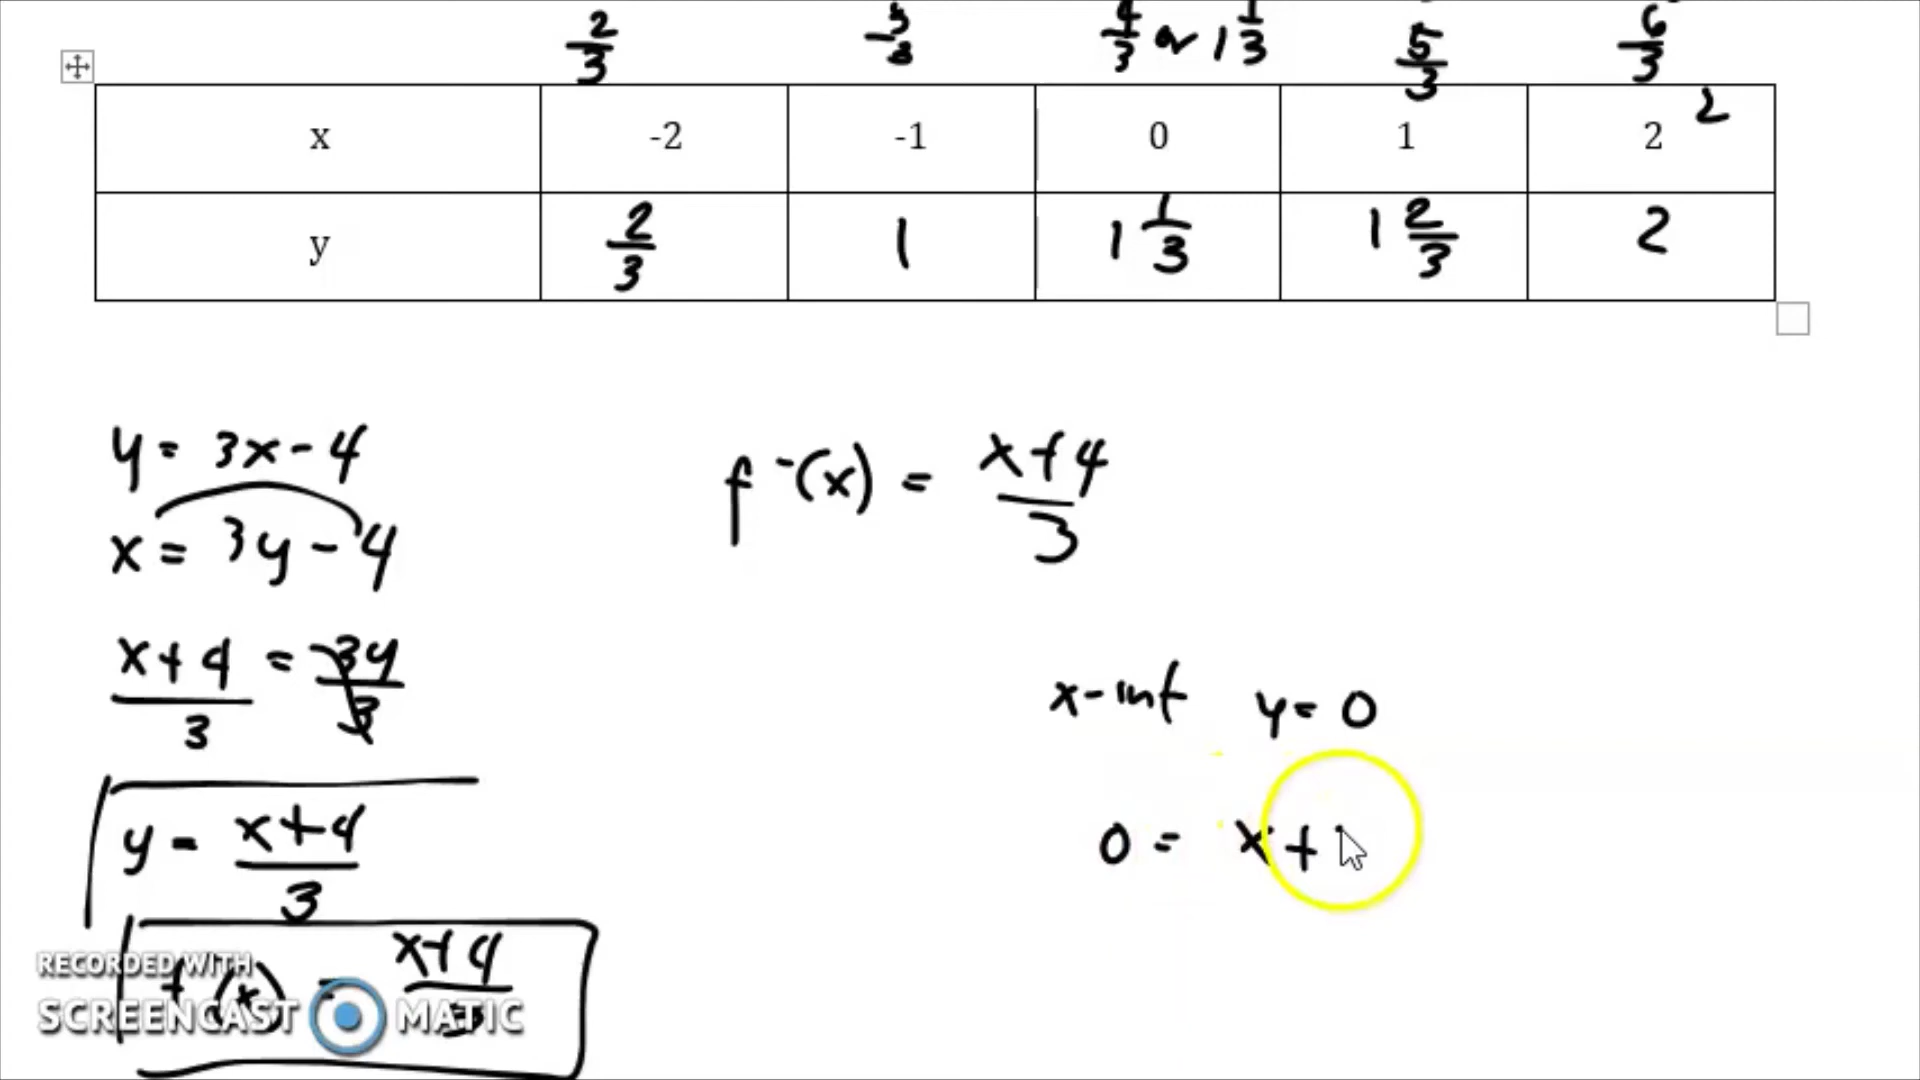 2/3 4/3 or 1 1/3 5/3 6/3
2
x -2 -1 0 1 2
y 2/3 1 1 1/3 1 2/3 2
y = 3x - 4
x = 3y - 4
x+4/3 = 3y/3
y = x+4/3
f⁻(x) = x+4/3
x-int y = 0
0 = x +
(x) = x+4
RECORDED WITH
SCREENCAST MATIC